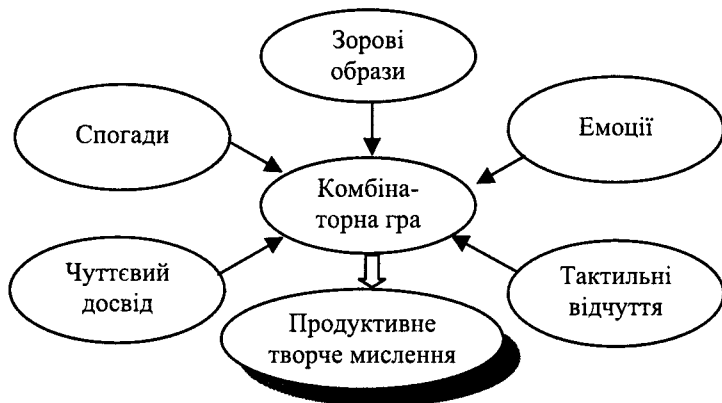 Зорові
образи
Спогади
Емоції
Комбіна-
торна гра
Чуттєвий
досвід
Тактильні
відчуття
Продуктивне
творче мислення